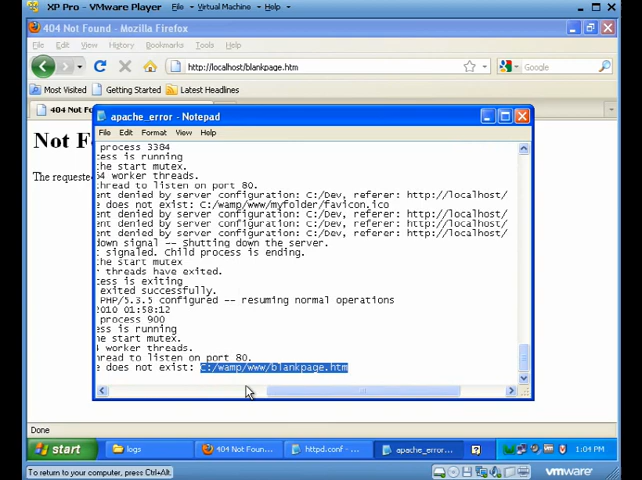 XP Pro - VMware Player File Virtual Machine Help
404 Not Found - Mozilla Firefox
File Edit View History Bookmarks Tools Help
http://localhost/blankpage.htm
Google
Most Visited Getting Started Latest Headlines
404 Not Fo
Not F
The requeste
apache_error - Notepad
File Edit Format View Help
process 3384
cess is running
the start mutex.
64 worker threads.
thread to listen on port 80.
ent denied by server configuration: C:/Dev, referer: http://localhost/
e does not exist: C:/wamp/www/myfolder/favicon.ico
ent denied by server configuration: C:/Dev, referer: http://localhost/
ent denied by server configuration: C:/Dev, referer: http://localhost/
ent denied by server configuration: C:/Dev, referer: http://localhost/
down signal -- Shutting down the server.
t signaled. Child process is ending.
the start mutex
r threads have exited.
cess is exiting
exited successfully.
PHP/5.3.5 configured -- resuming normal operations
2010 01:58:12
process 900
ess is running
he start mutex.
4 worker threads.
hread to listen on port 80.
e does not exist: C:/wamp/www/blankpage.htm
Done
start logs 404 Not Foun... httpd.conf - ... apache_error... 1:04 PM
To return to your computer, press Ctrl+Alt.
vmware